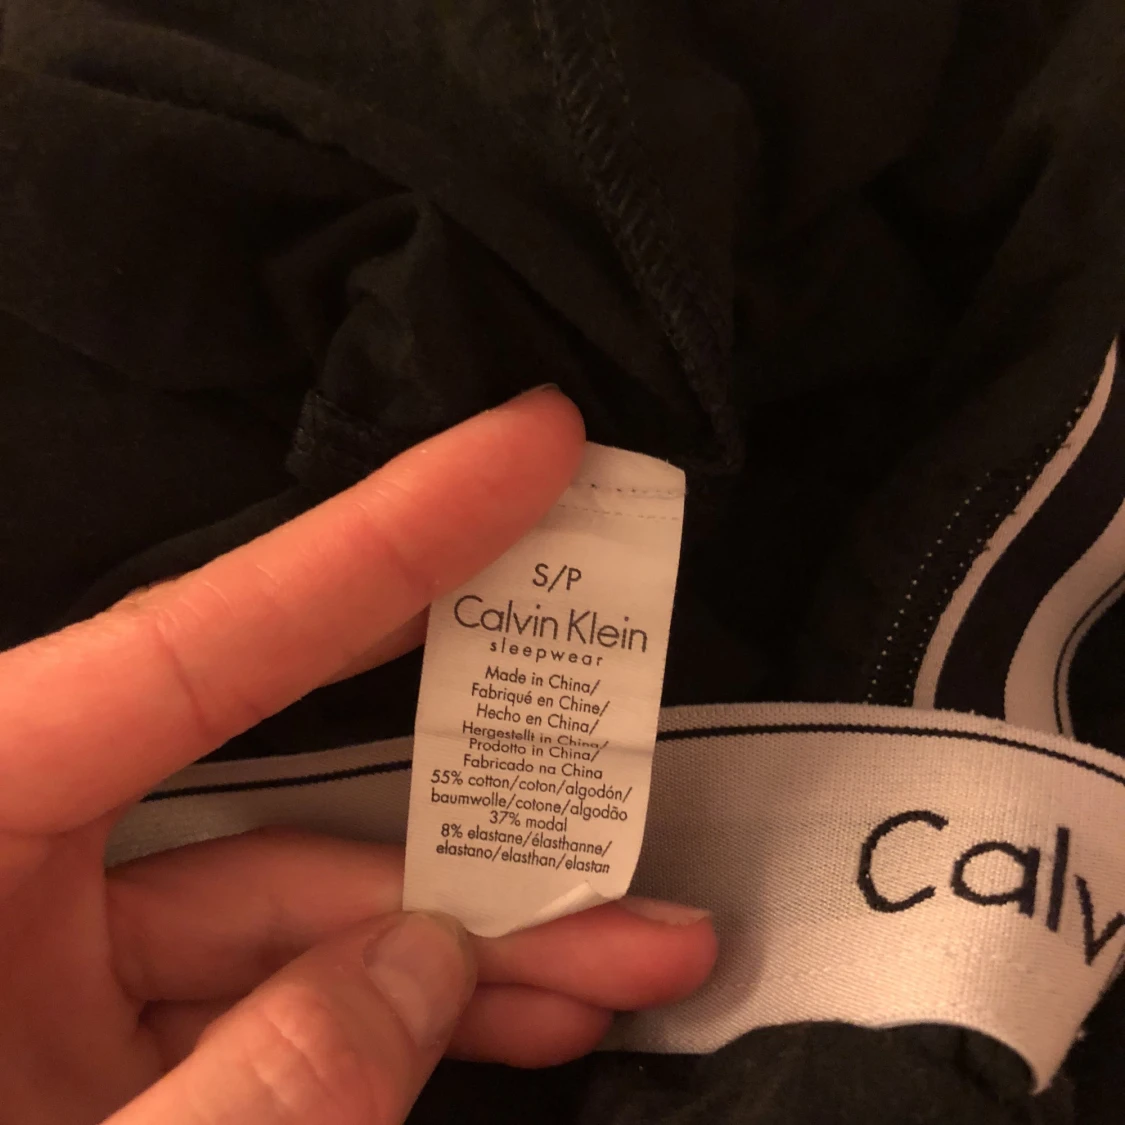 S/P
Calvin Klein
sleepwear
Made in China/
Fabriqué en Chine/
Hecho en China/
Hergestellt in China/
Prodotto in China/
Fabricado na China
55% cotton/coton/algodón/
baumwolle/cotone/algodão
37% modal
8% elastane/élasthanne/
elastano/elasthan/elastan
Calv